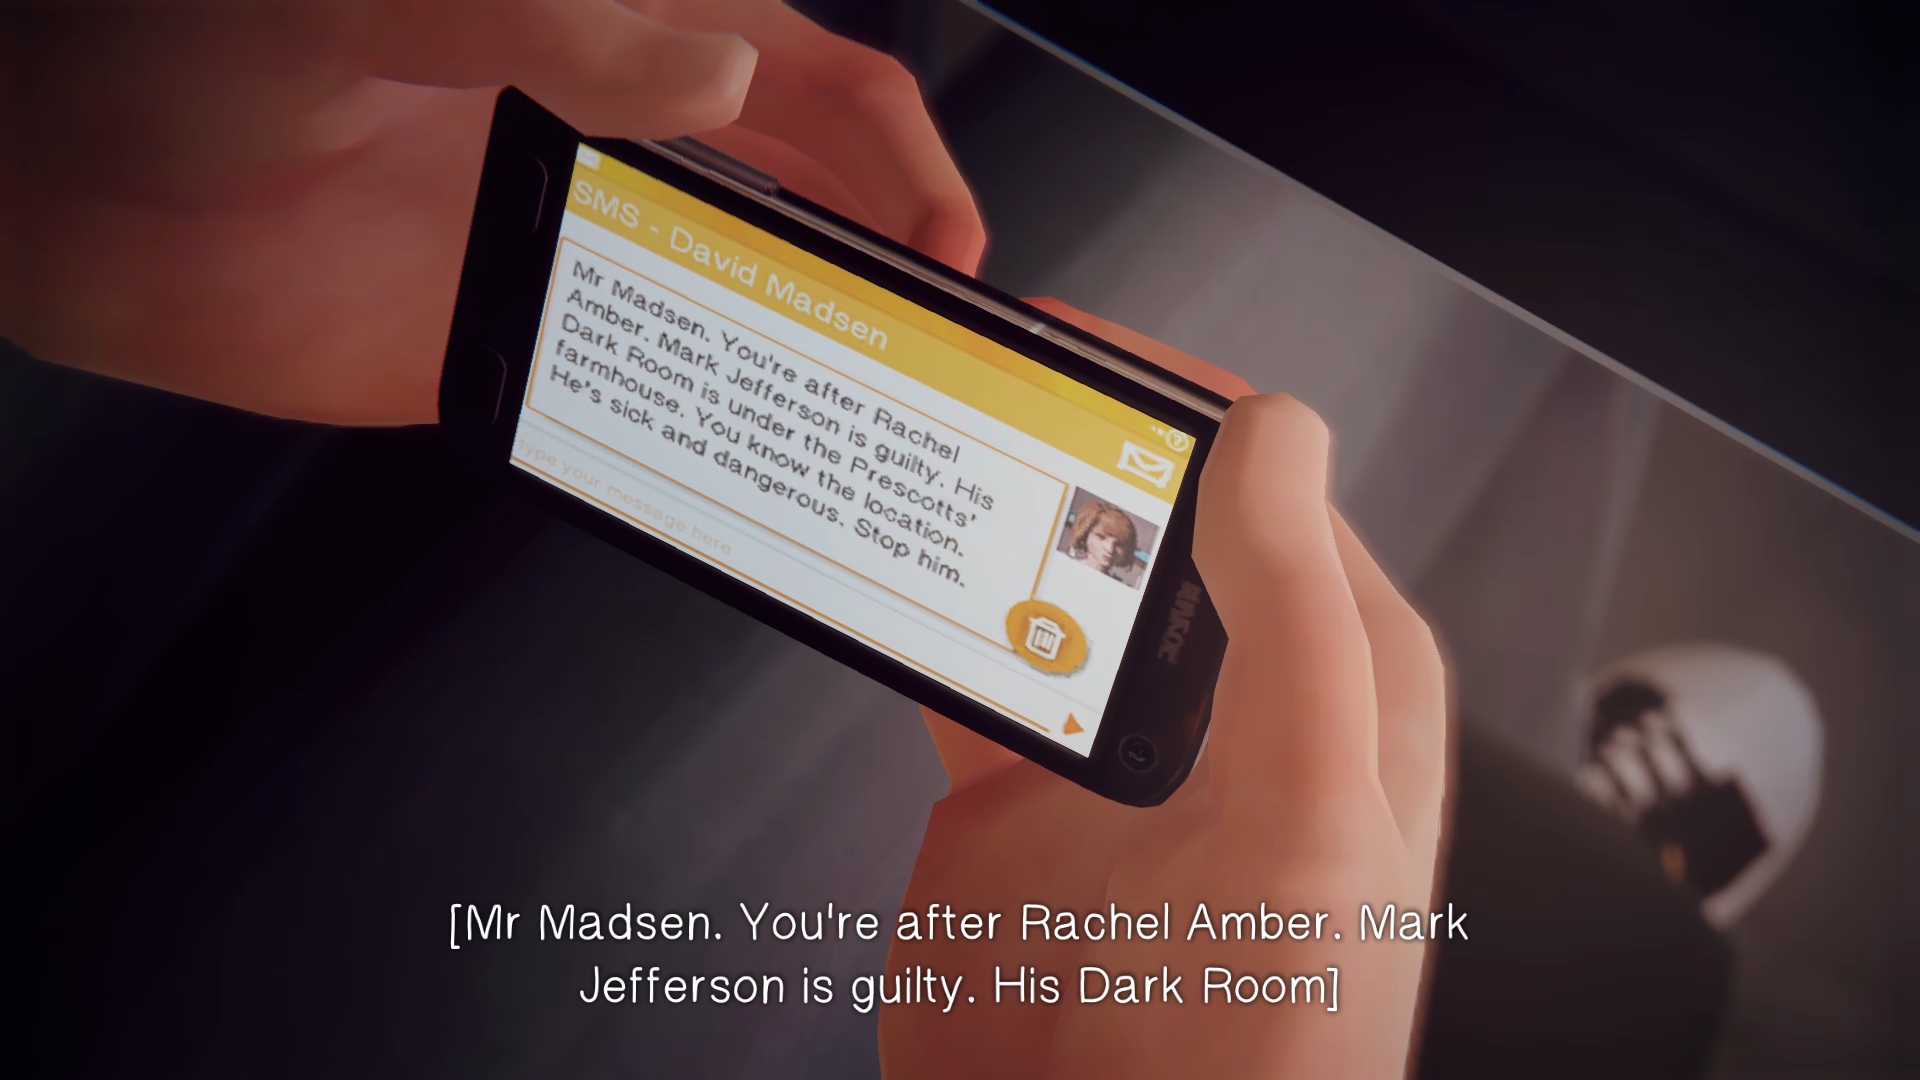 SMS - David Madsen
Mr Madsen. You're after Rachel
Amber. Mark Jefferson is guilty. His
Dark Room is under the Prescotts'
farmhouse. You know the location.
He's sick and dangerous. Stop him.
Type your message here
[Mr Madsen. You're after Rachel Amber. Mark
Jefferson is guilty. His Dark Room]